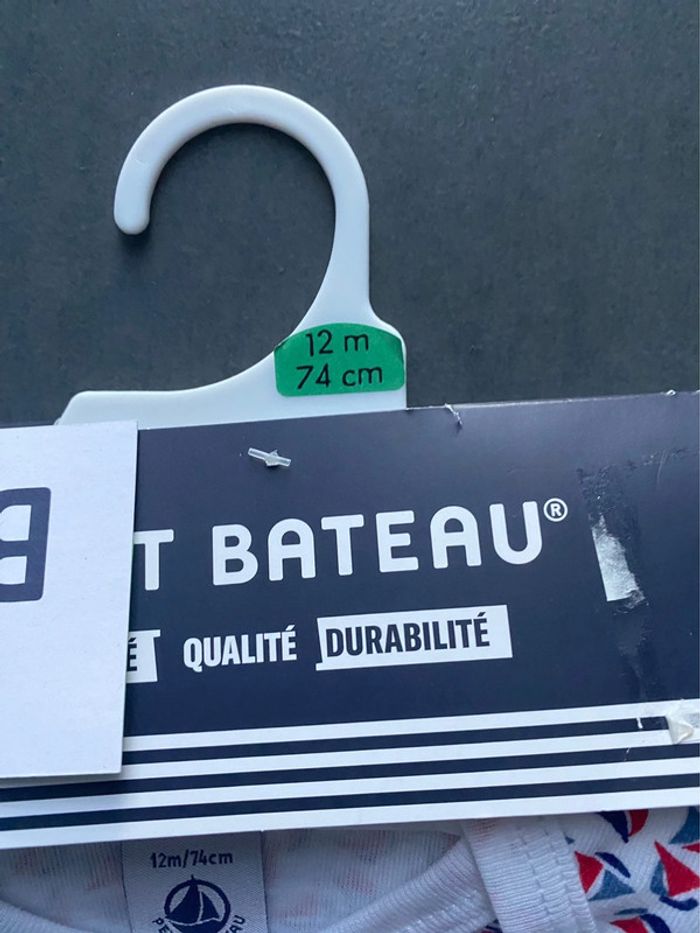 12 m
74 cm
B
T BATEAU®
É QUALITÉ DURABILITÉ
12m/74cm